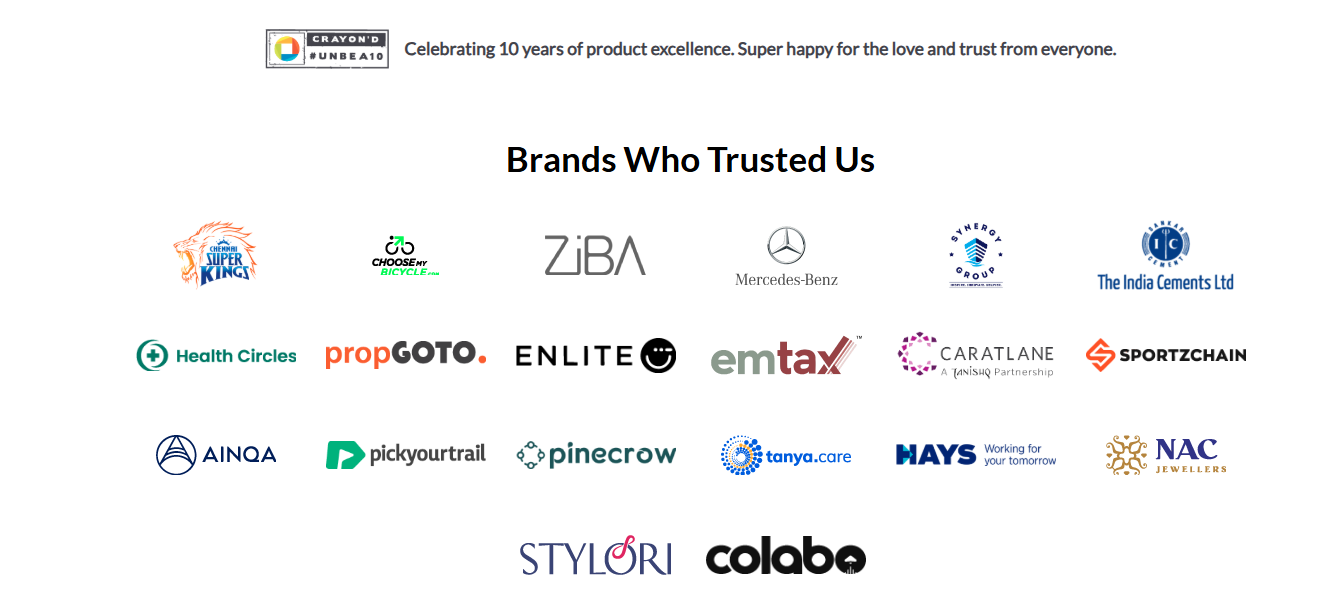 CRAYON'D
#UNBEA10
Celebrating 10 years of product excellence. Super happy for the love and trust from everyone.
Brands Who Trusted Us
CHENNAI
SUPER
KINGS
CHOOSEMY
BICYCLE.COM
ZiBA
Mercedes-Benz
SYNERGY
GROUP
SANKAR
IC
CEMENT
The India Cements Ltd
Health Circles
propGOTO.
ENLITE
emtax™
CARATLANE
A TANISHQ Partnership
SPORTZCHAIN
AINQA
pickyourtrail
pinecrow
tanya.care
HAYS Working for
your tomorrow
NAC
JEWELLERS
STYLORI
colabo